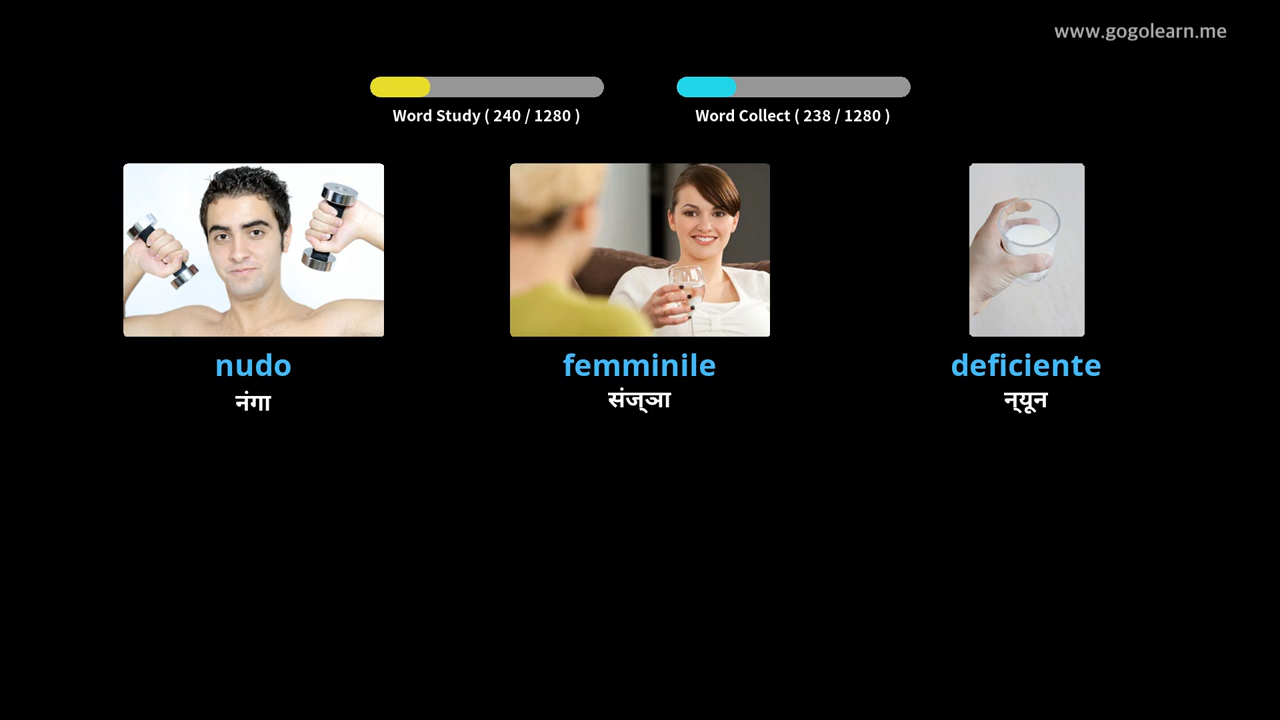 www.gogolearn.me
Word Study ( 240 / 1280 )
Word Collect ( 238 / 1280 )
nudo
नंगा
femminile
संज्ञा
deficiente
न्यून